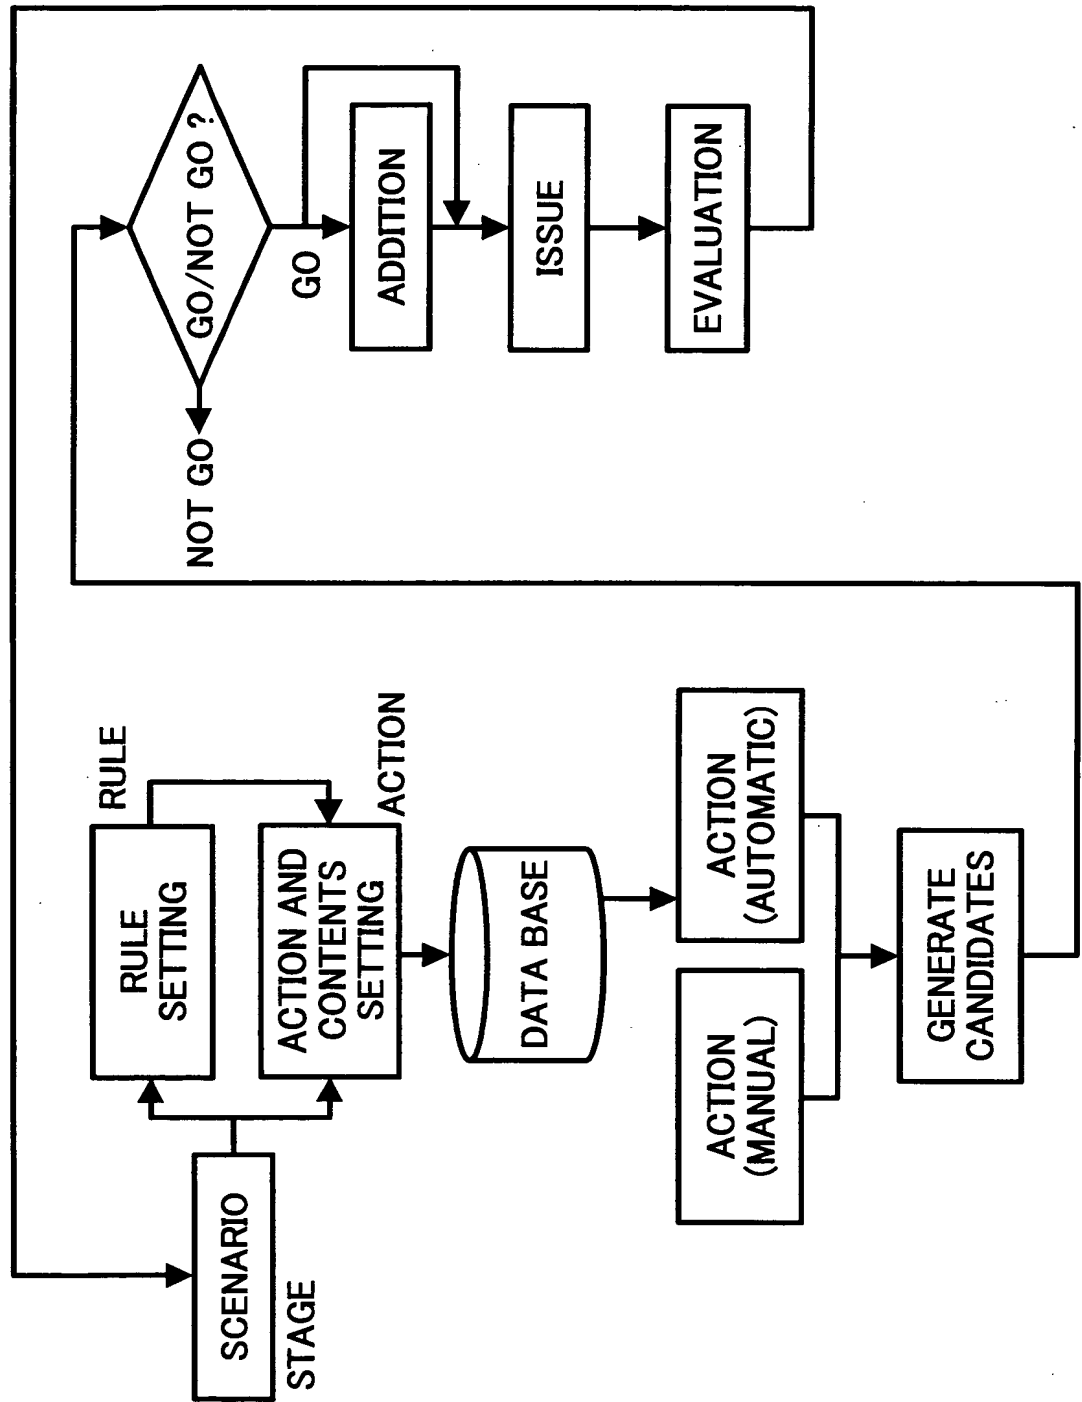 SCENARIO
STAGE
RULE
SETTING
RULE
ACTION AND
CONTENTS
SETTING
ACTION
DATA BASE
ACTION
(MANUAL)
ACTION
(AUTOMATIC)
GENERATE
CANDIDATES
GO/NOT GO ?
NOT GO
GO
ADDITION
ISSUE
EVALUATION